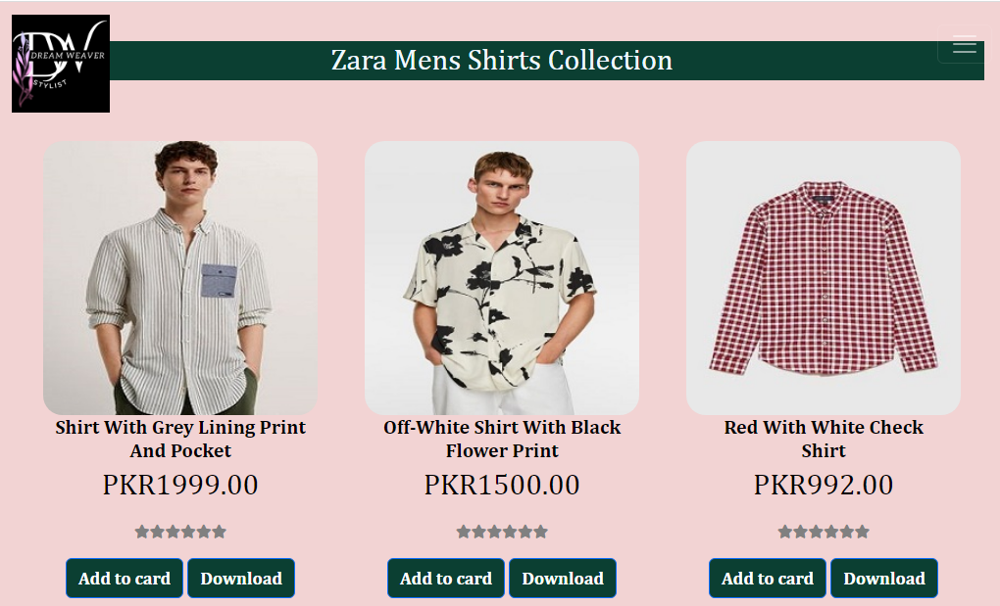 DW
DREAM WEAVER
STYLIST
Zara Mens Shirts Collection
Shirt With Grey Lining Print
And Pocket
Off-White Shirt With Black
Flower Print
Red With White Check
Shirt
PKR1999.00
PKR1500.00
PKR992.00
Add to card
Download
Add to card
Download
Add to card
Download